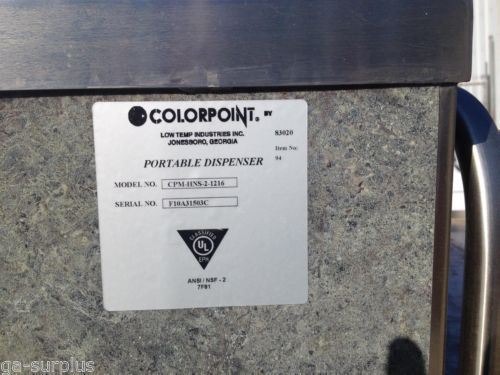 COLORPOINT. BY
LOW TEMP INDUSTRIES INC.
JONESBORO, GEORGIA
83020
Item No:
94
PORTABLE DISPENSER
MODEL NO. CPM-HNS-2-1216
SERIAL NO. F10A31503C
CLASSIFIED
UL
EPH
ANSI / NSF - 2
7F81
ga-surplus